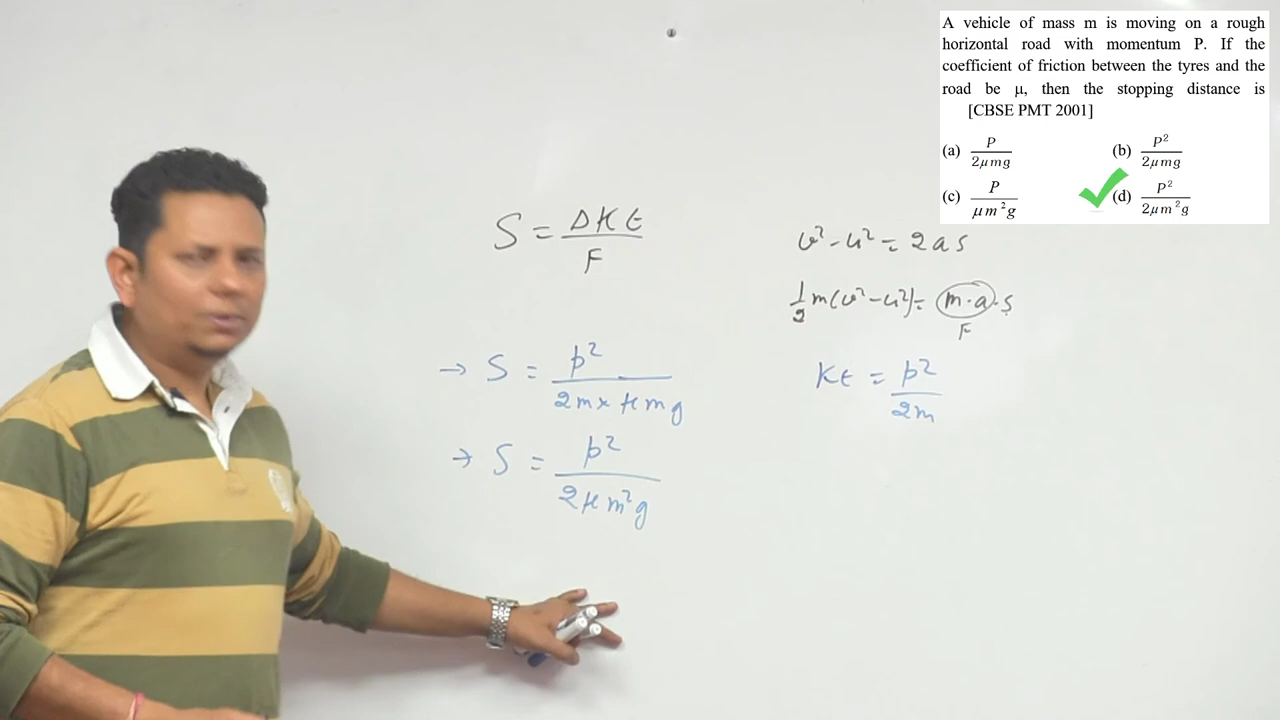 A vehicle of mass m is moving on a rough
horizontal road with momentum P. If the
coefficient of friction between the tyres and the
road be μ, then the stopping distance is
[CBSE PMT 2001]
(a) P/2μmg (b) P²/2μmg
(c) P/μm²g (d) P²/2μm²g
S = ΔKE/F
v² - u² = 2as
½m(v² - u²) = m·a·s
F
→ S = p²/2m×μmg
KE = p²/2m
→ S = p²/2μm²g